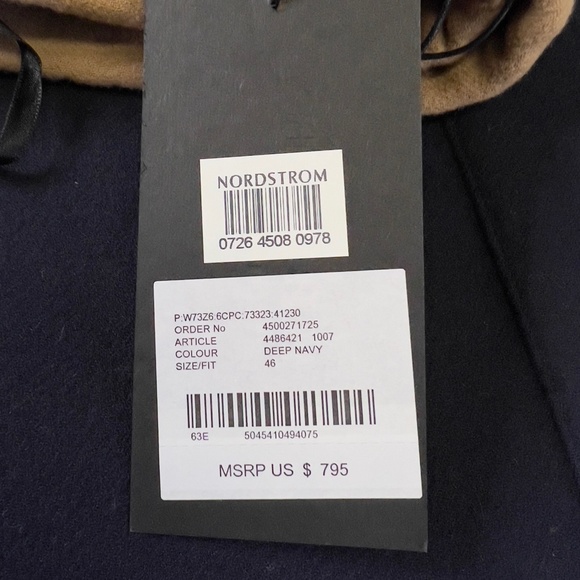 NORDSTROM
0726 4508 0978
P:W73Z6:6CPC:73323:41230
ORDER No 4500271725
ARTICLE 4486421 1007
COLOUR DEEP NAVY
SIZE/FIT 46
63E 5045410494075
MSRP US $ 795